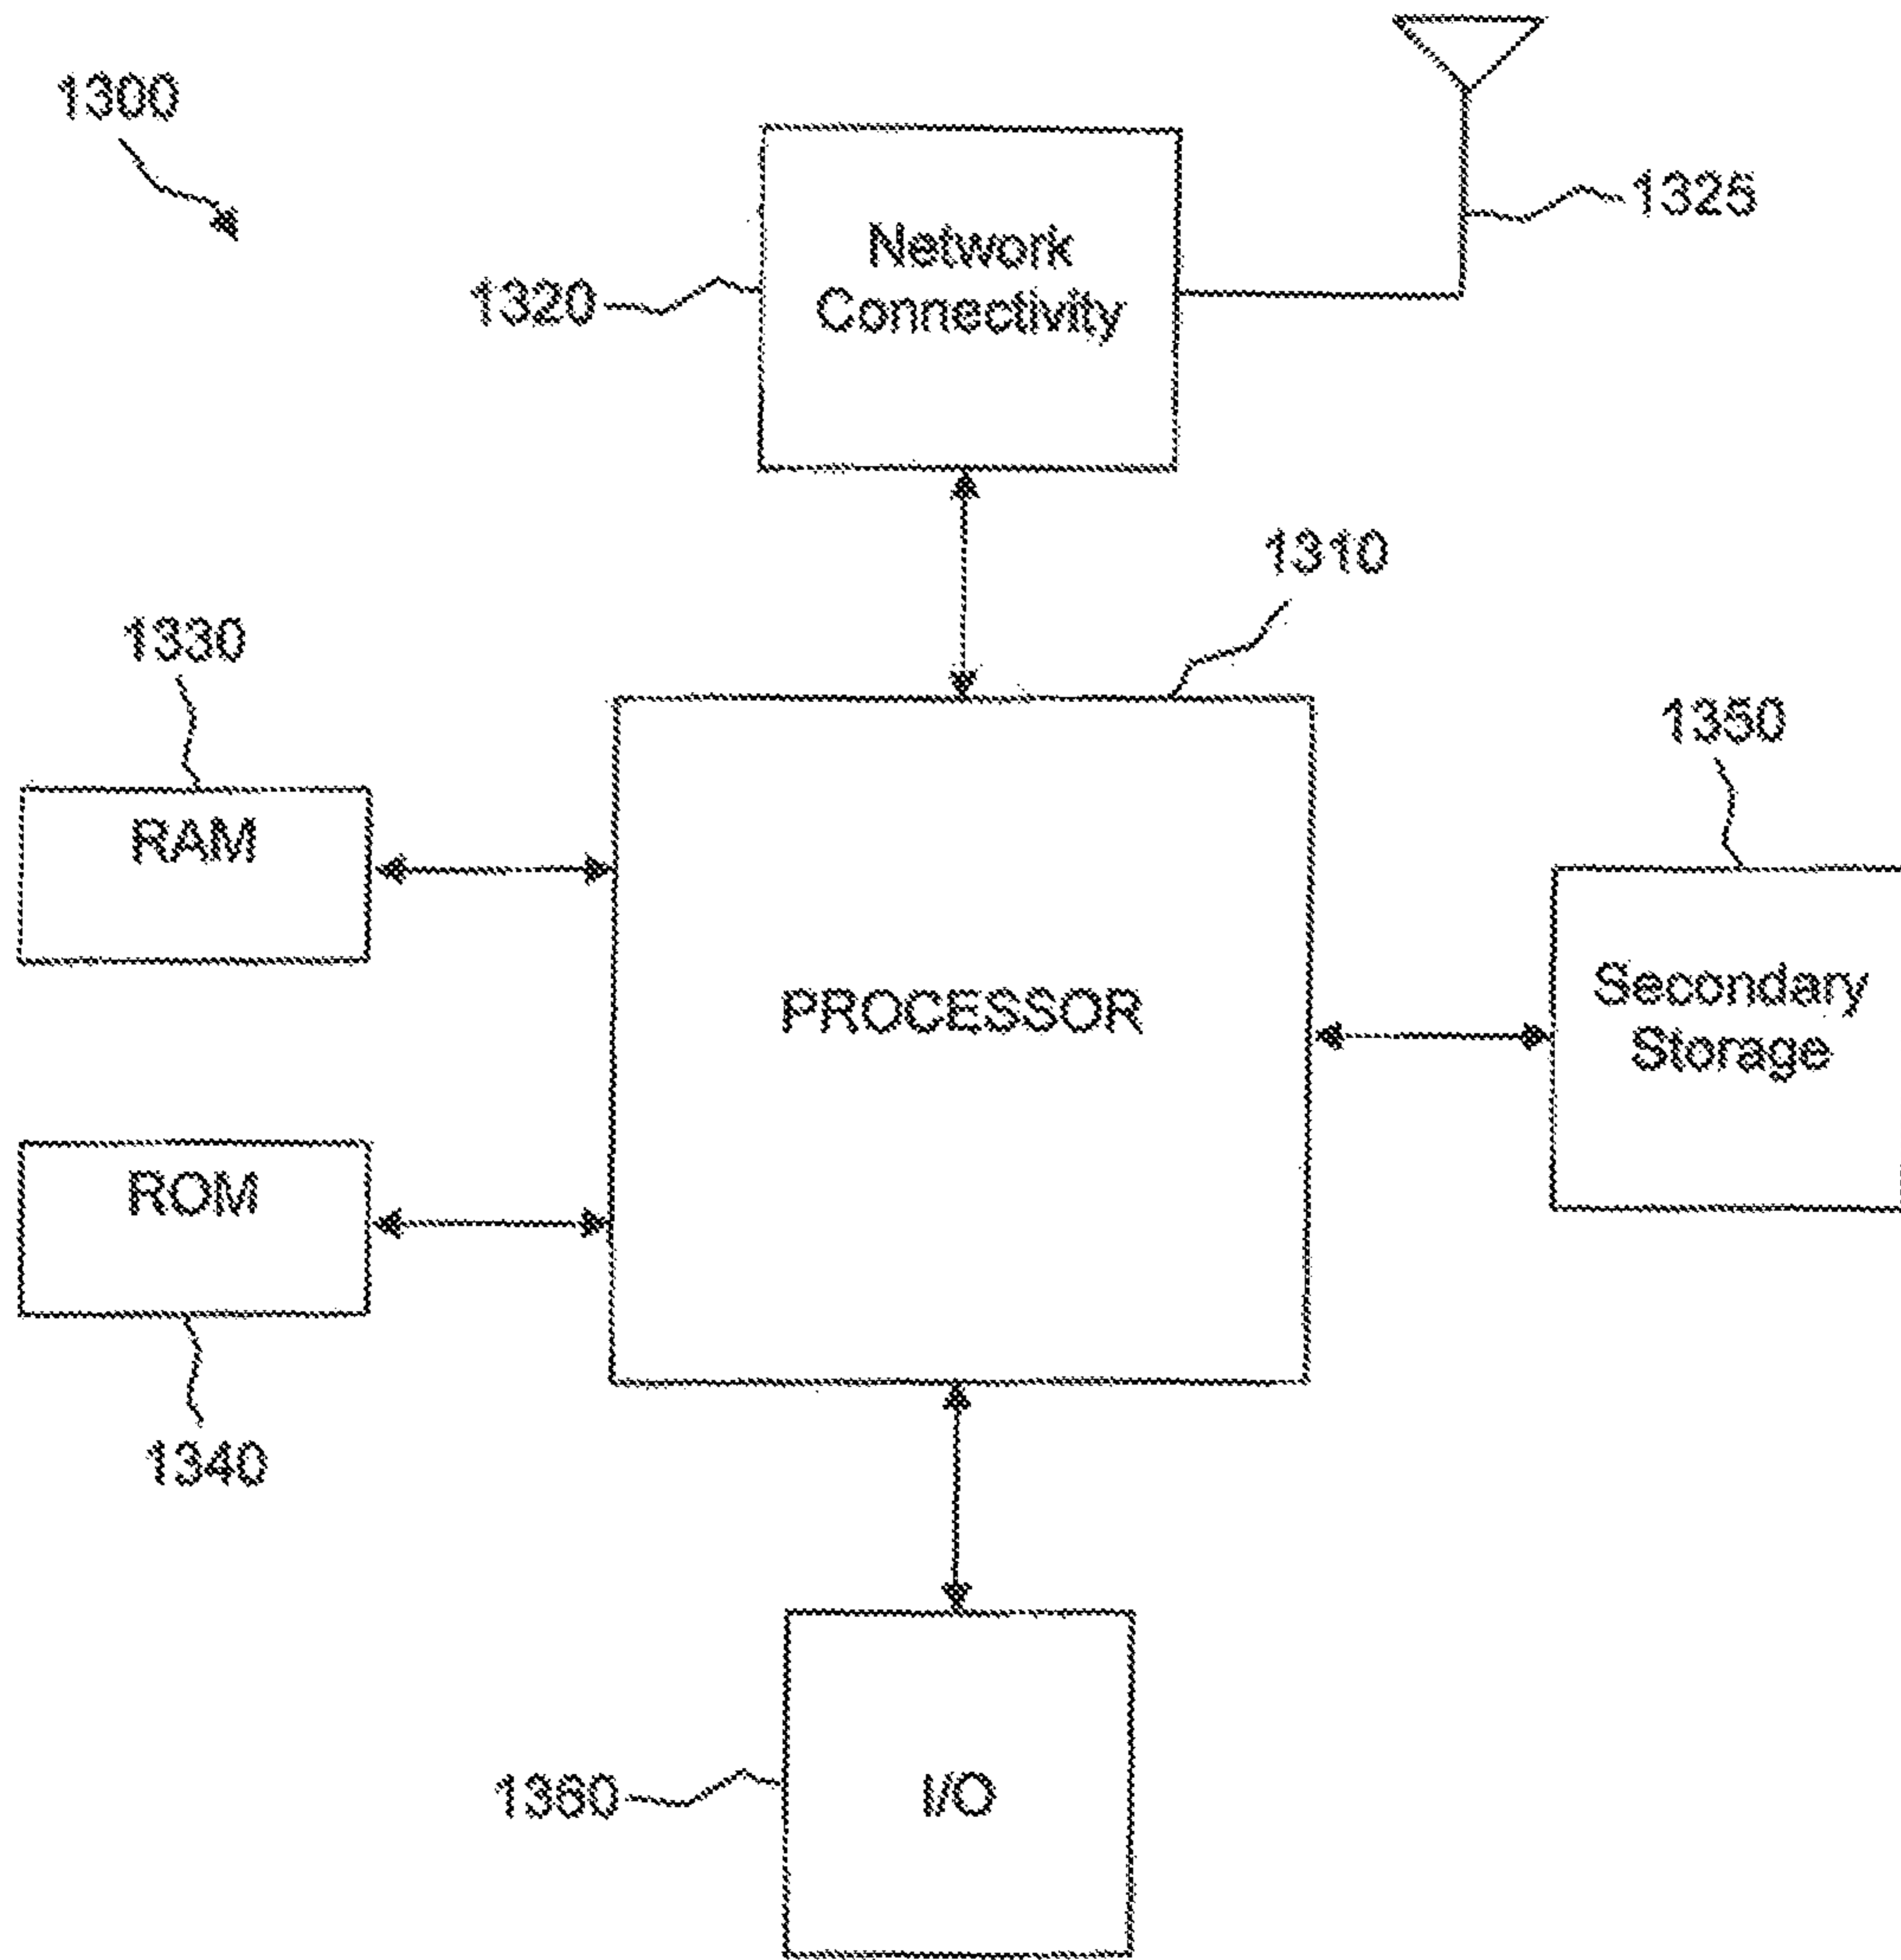 1300
1325
Network
1320
Connectivity
1310
1330
1350
RAM
Secondary
PROCESSOR
Storage
ROM
1340
1360
I/O